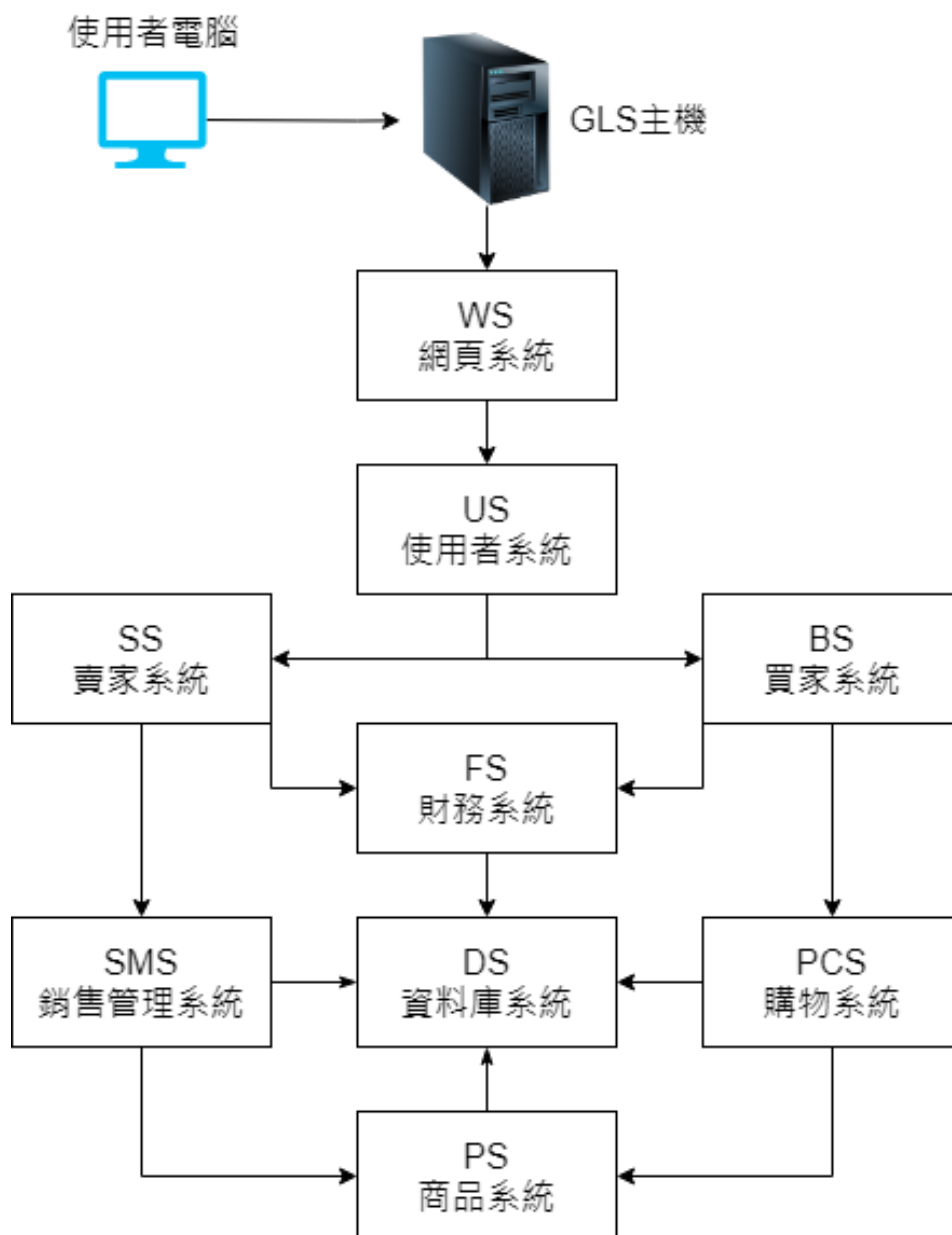 使用者電腦
GLS主機
WS
網頁系統
US
使用者系統
SS
賣家系統
BS
買家系統
FS
財務系統
SMS
銷售管理系統
DS
資料庫系統
PCS
購物系統
PS
商品系統